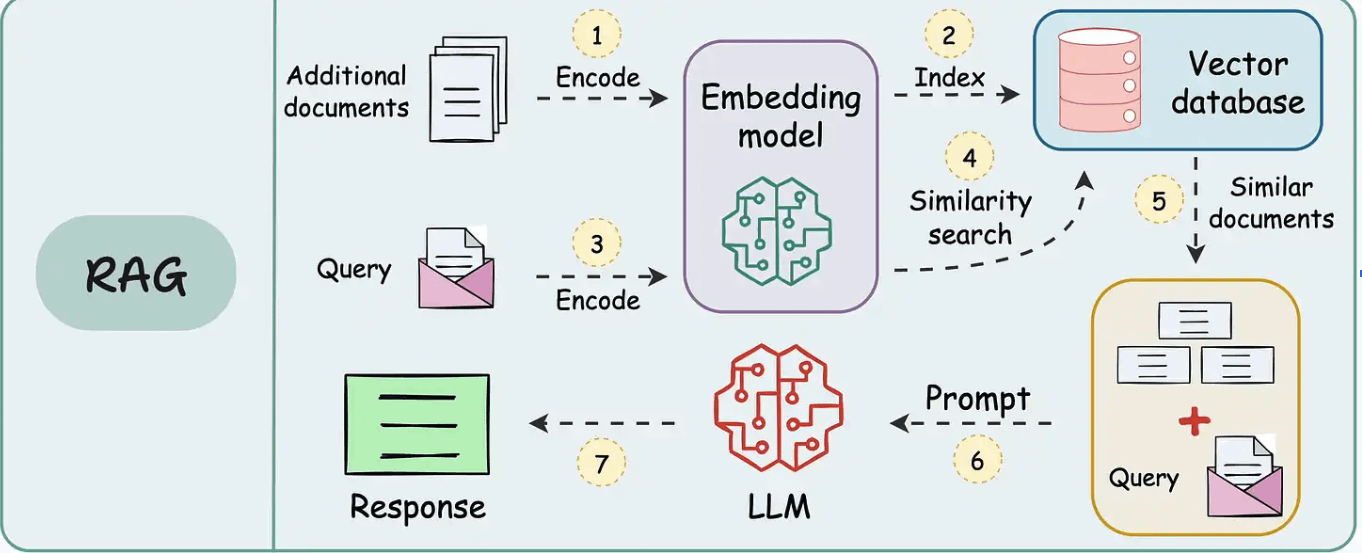 RAG
Additional
documents
1
Encode
Embedding
model
2
Index
Vector
database
Query
3
Encode
4
Similarity
search
5
Similar
documents
Query
Prompt
6
LLM
7
Response